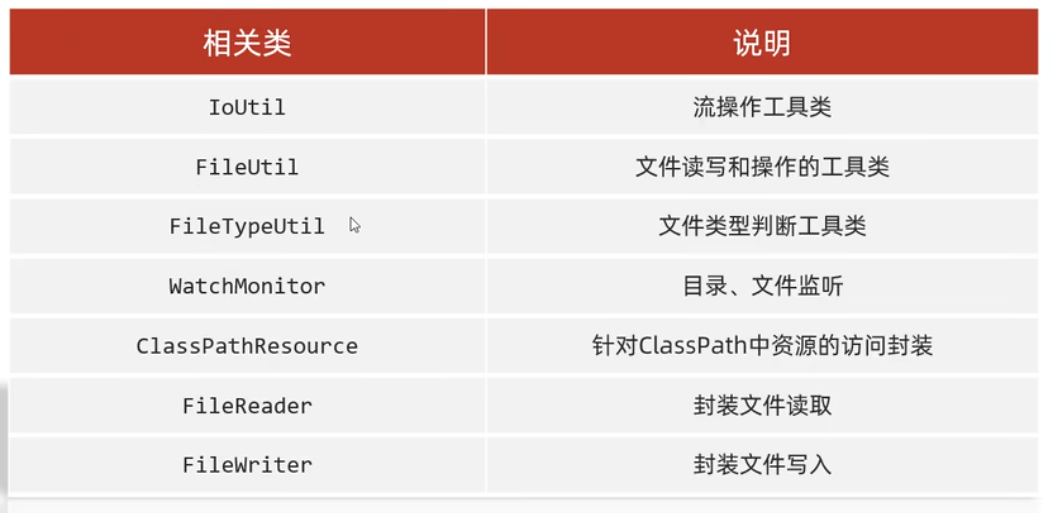 相关类 说明
IoUtil 流操作工具类
FileUtil 文件读写和操作的工具类
FileTypeUtil 文件类型判断工具类
WatchMonitor 目录、文件监听
ClassPathResource 针对ClassPath中资源的访问封装
FileReader 封装文件读取
FileWriter 封装文件写入